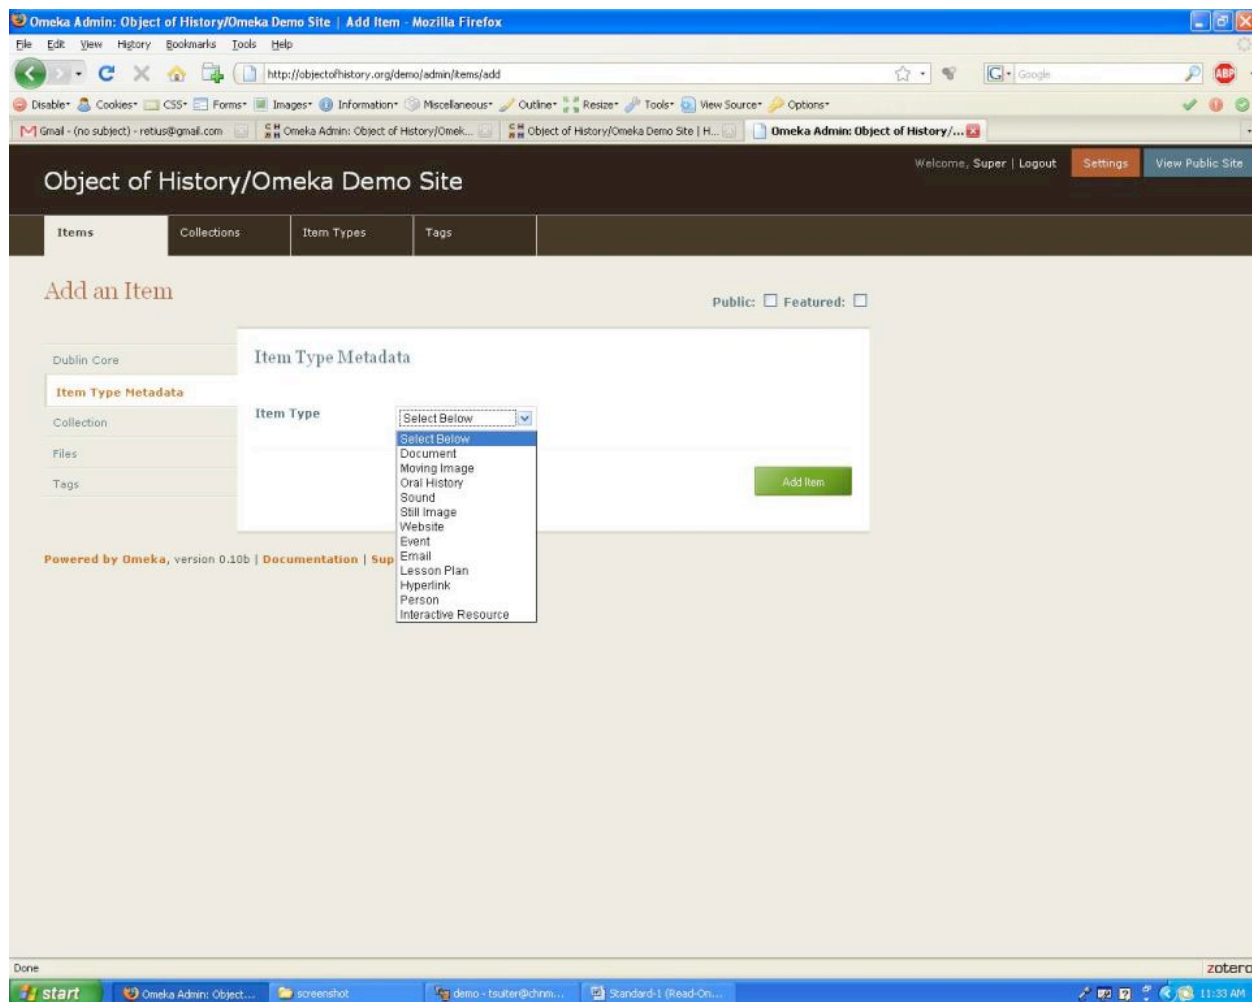 Omeka Admin: Object of History/Omeka Demo Site | Add Item - Mozilla Firefox
File Edit View History Bookmarks Tools Help
http://objectofhistory.org/demo/admin/items/add
Google
ABP
Disable Cookies CSS Forms Images Information Miscellaneous Outline Resize Tools View Source Options
Gmail - (no subject) - retius@gmail.com
Omeka Admin: Object of History/Omek...
Object of History/Omeka Demo Site | H...
Omeka Admin: Object of History/...
Welcome, Super | Logout
Settings
View Public Site
Object of History/Omeka Demo Site
Items
Collections
Item Types
Tags
Add an Item
Public:
Featured:
Dublin Core
Item Type Metadata
Collection
Files
Tags
Item Type Metadata
Item Type
Select Below
Select Below
Document
Moving Image
Oral History
Sound
Still Image
Website
Event
Email
Lesson Plan
Hyperlink
Person
Interactive Resource
Add Item
Powered by Omeka, version 0.10b | Documentation | Sup
Done
zotero
start
Omeka Admin: Object...
screenshot
demo - tsuiter@chnm...
Standard-1 (Read-On...
11:33 AM